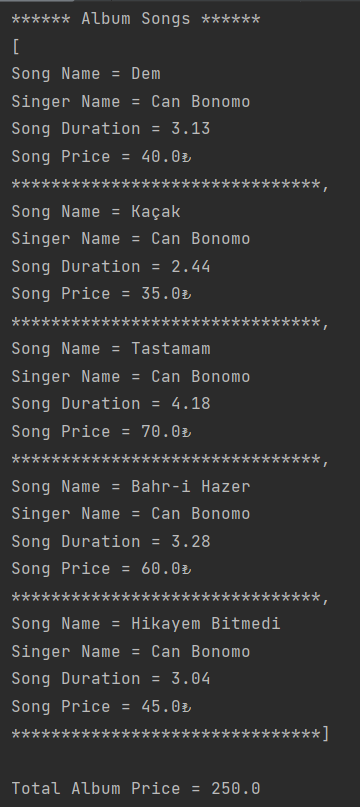 ****** Album Songs ******
[
Song Name = Dem
Singer Name = Can Bonomo
Song Duration = 3.13
Song Price = 40.0₺
*******************************,
Song Name = Kaçak
Singer Name = Can Bonomo
Song Duration = 2.44
Song Price = 35.0₺
*******************************,
Song Name = Tastamam
Singer Name = Can Bonomo
Song Duration = 4.18
Song Price = 70.0₺
*******************************,
Song Name = Bahr-i Hazer
Singer Name = Can Bonomo
Song Duration = 3.28
Song Price = 60.0₺
*******************************,
Song Name = Hikayem Bitmedi
Singer Name = Can Bonomo
Song Duration = 3.04
Song Price = 45.0₺
*******************************]
Total Album Price = 250.0